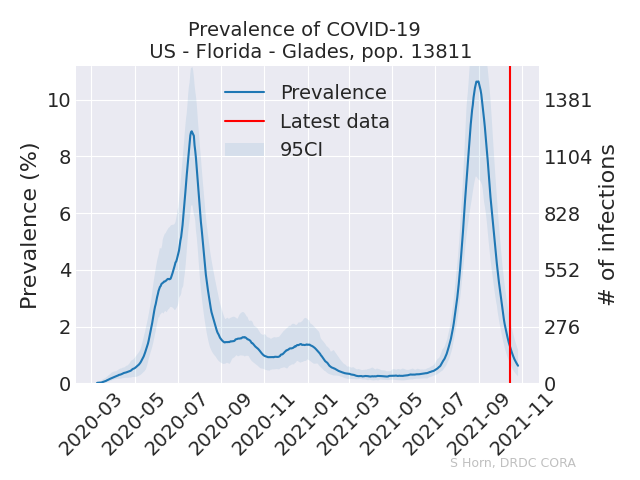 Prevalence of COVID-19
US - Florida - Glades, pop. 13811
Prevalence
Latest data
95CI
Prevalence (%)
10
8
6
4
2
0
1381
1104
828
552
276
0
# of infections
2020-03
2020-05
2020-07
2020-09
2020-11
2021-01
2021-03
2021-05
2021-07
2021-09
2021-11
S Horn, DRDC CORA